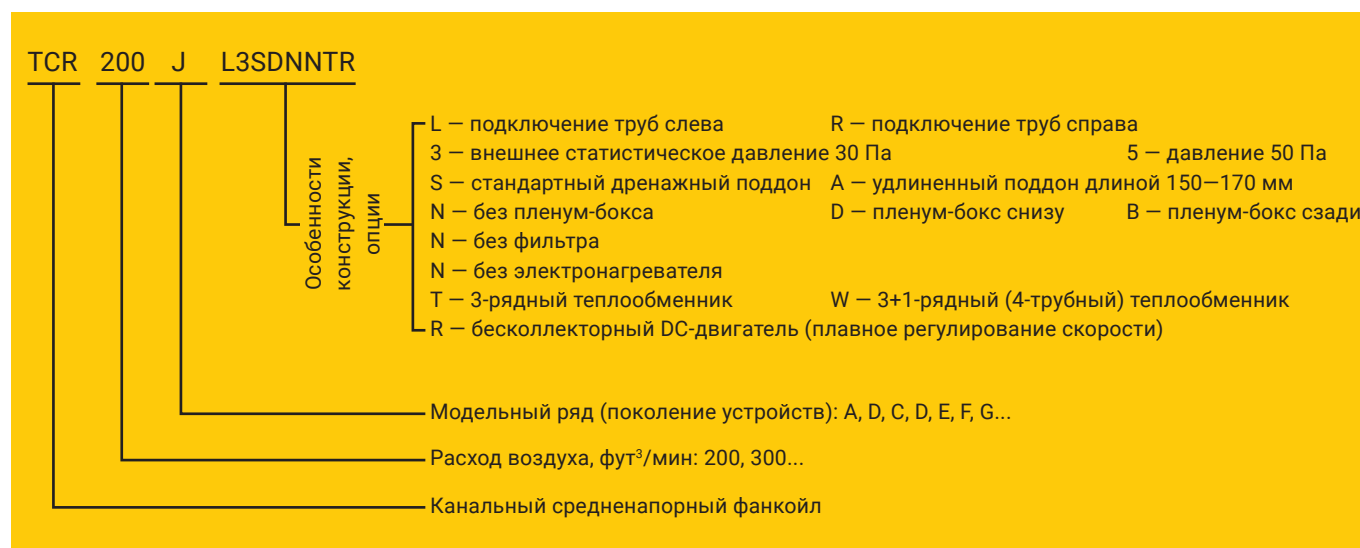 TCR 200 J L3SDNNTR
Особенности
конструкции,
опции
L — подключение труб слева R — подключение труб справа
3 — внешнее статистическое давление 30 Па 5 — давление 50 Па
S — стандартный дренажный поддон A — удлиненный поддон длиной 150—170 мм
N — без пленум-бокса D — пленум-бокс снизу B — пленум-бокс сзади
N — без фильтра
N — без электронагревателя
T — 3-рядный теплообменник W — 3+1-рядный (4-трубный) теплообменник
R — бесколлекторный DC-двигатель (плавное регулирование скорости)
Модельный ряд (поколение устройств): A, D, C, D, E, F, G...
Расход воздуха, фут³/мин: 200, 300...
Канальный средненапорный фанкойл